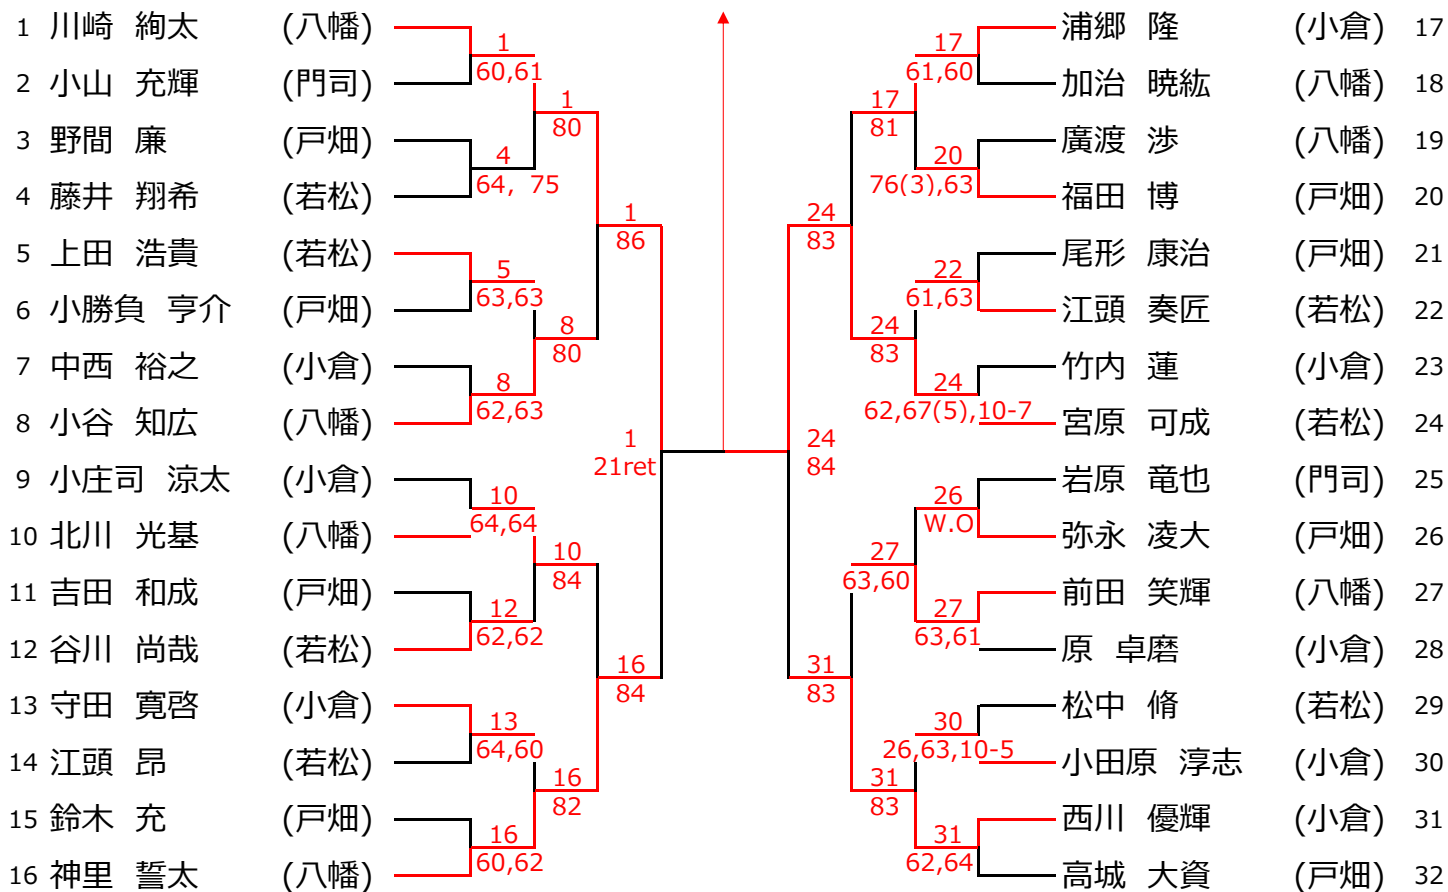 1 川崎 絢太 (八幡)
2 小山 充輝 (門司)
3 野間 廉 (戸畑)
4 藤井 翔希 (若松)
5 上田 浩貴 (若松)
6 小勝負 亨介 (戸畑)
7 中西 裕之 (小倉)
8 小谷 知広 (八幡)
9 小庄司 涼太 (小倉)
10 北川 光基 (八幡)
11 吉田 和成 (戸畑)
12 谷川 尚哉 (若松)
13 守田 寛啓 (小倉)
14 江頭 昂 (若松)
15 鈴木 充 (戸畑)
16 神里 誓太 (八幡)
1
60,61
4
64, 75
5
63,63
8
62,63
10
64,64
12
62,62
13
64,60
16
60,62
1
80
8
80
10
84
16
82
1
86
16
84
1
21ret
24
84
24
83
31
83
17
81
24
83
27
63,60
31
83
17
61,60
20
76(3),63
22
61,63
24
62,67(5),10-7
26
W.O
27
63,61
30
26,63,10-5
31
62,64
浦郷 隆 (小倉) 17
加治 暁紘 (八幡) 18
廣渡 渉 (八幡) 19
福田 博 (戸畑) 20
尾形 康治 (戸畑) 21
江頭 奏匠 (若松) 22
竹内 蓮 (小倉) 23
宮原 可成 (若松) 24
岩原 竜也 (門司) 25
弥永 凌大 (戸畑) 26
前田 笑輝 (八幡) 27
原 卓磨 (小倉) 28
松中 脩 (若松) 29
小田原 淳志 (小倉) 30
西川 優輝 (小倉) 31
高城 大資 (戸畑) 32